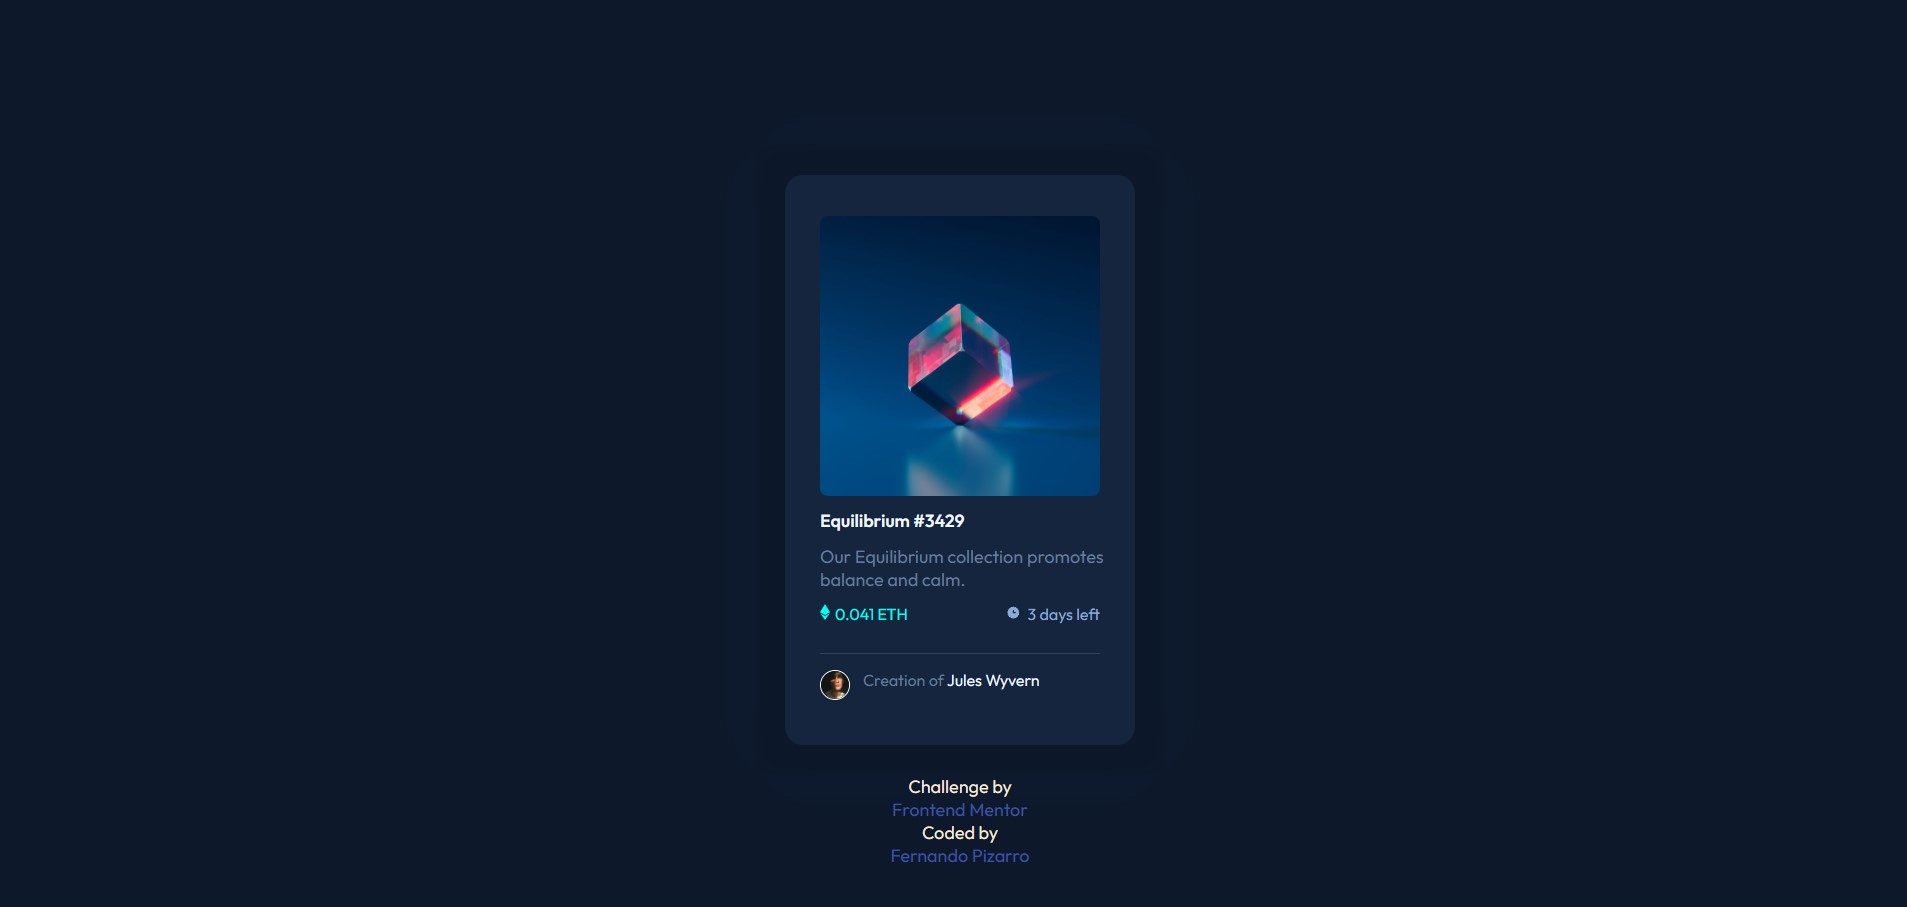 Equilibrium #3429
Our Equilibrium collection promotes
balance and calm.
0.041 ETH 3 days left
Creation of Jules Wyvern
Challenge by
Frontend Mentor
Coded by
Fernando Pizarro